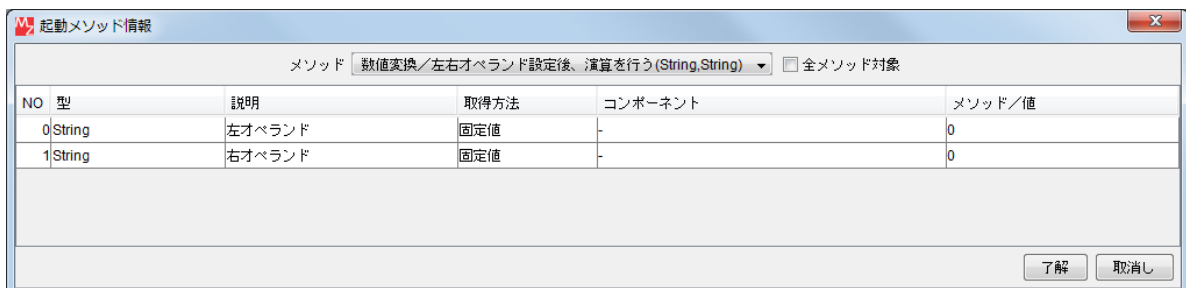 起動メソッド情報
メソッド 数値変換／左右オペランド設定後、演算を行う(String,String) 全メソッド対象
NO 型 説明 取得方法 コンポーネント メソッド／値
0 String 左オペランド 固定値 - 0
1 String 右オペランド 固定値 - 0
了解 取消し